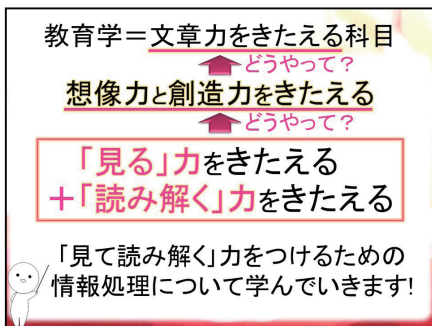 教育学＝文章力をきたえる科目
どうやって？
想像力と創造力をきたえる
どうやって？
「見る」力をきたえる
＋「読み解く」力をきたえる
「見て読み解く」力をつけるための
情報処理について学んでいきます!